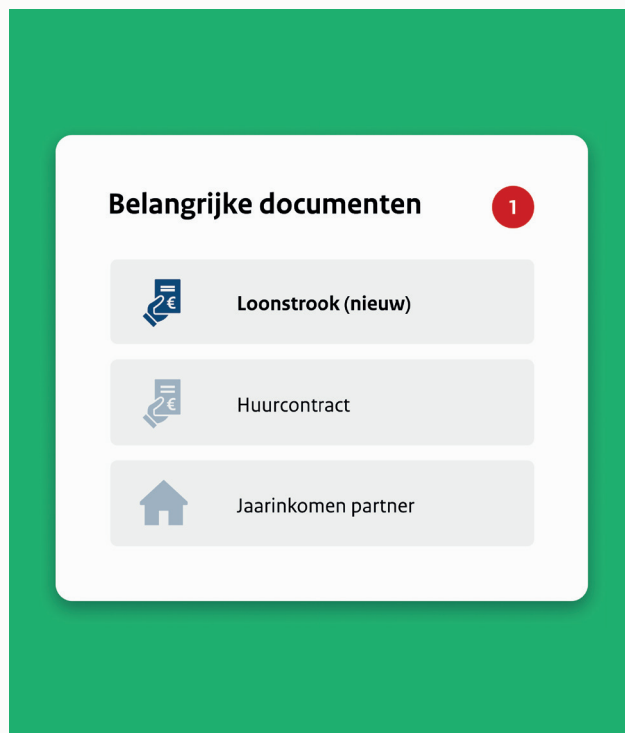 Belangrijke documenten
1
€
Loonstrook (nieuw)
€
Huurcontract
Jaarinkomen partner